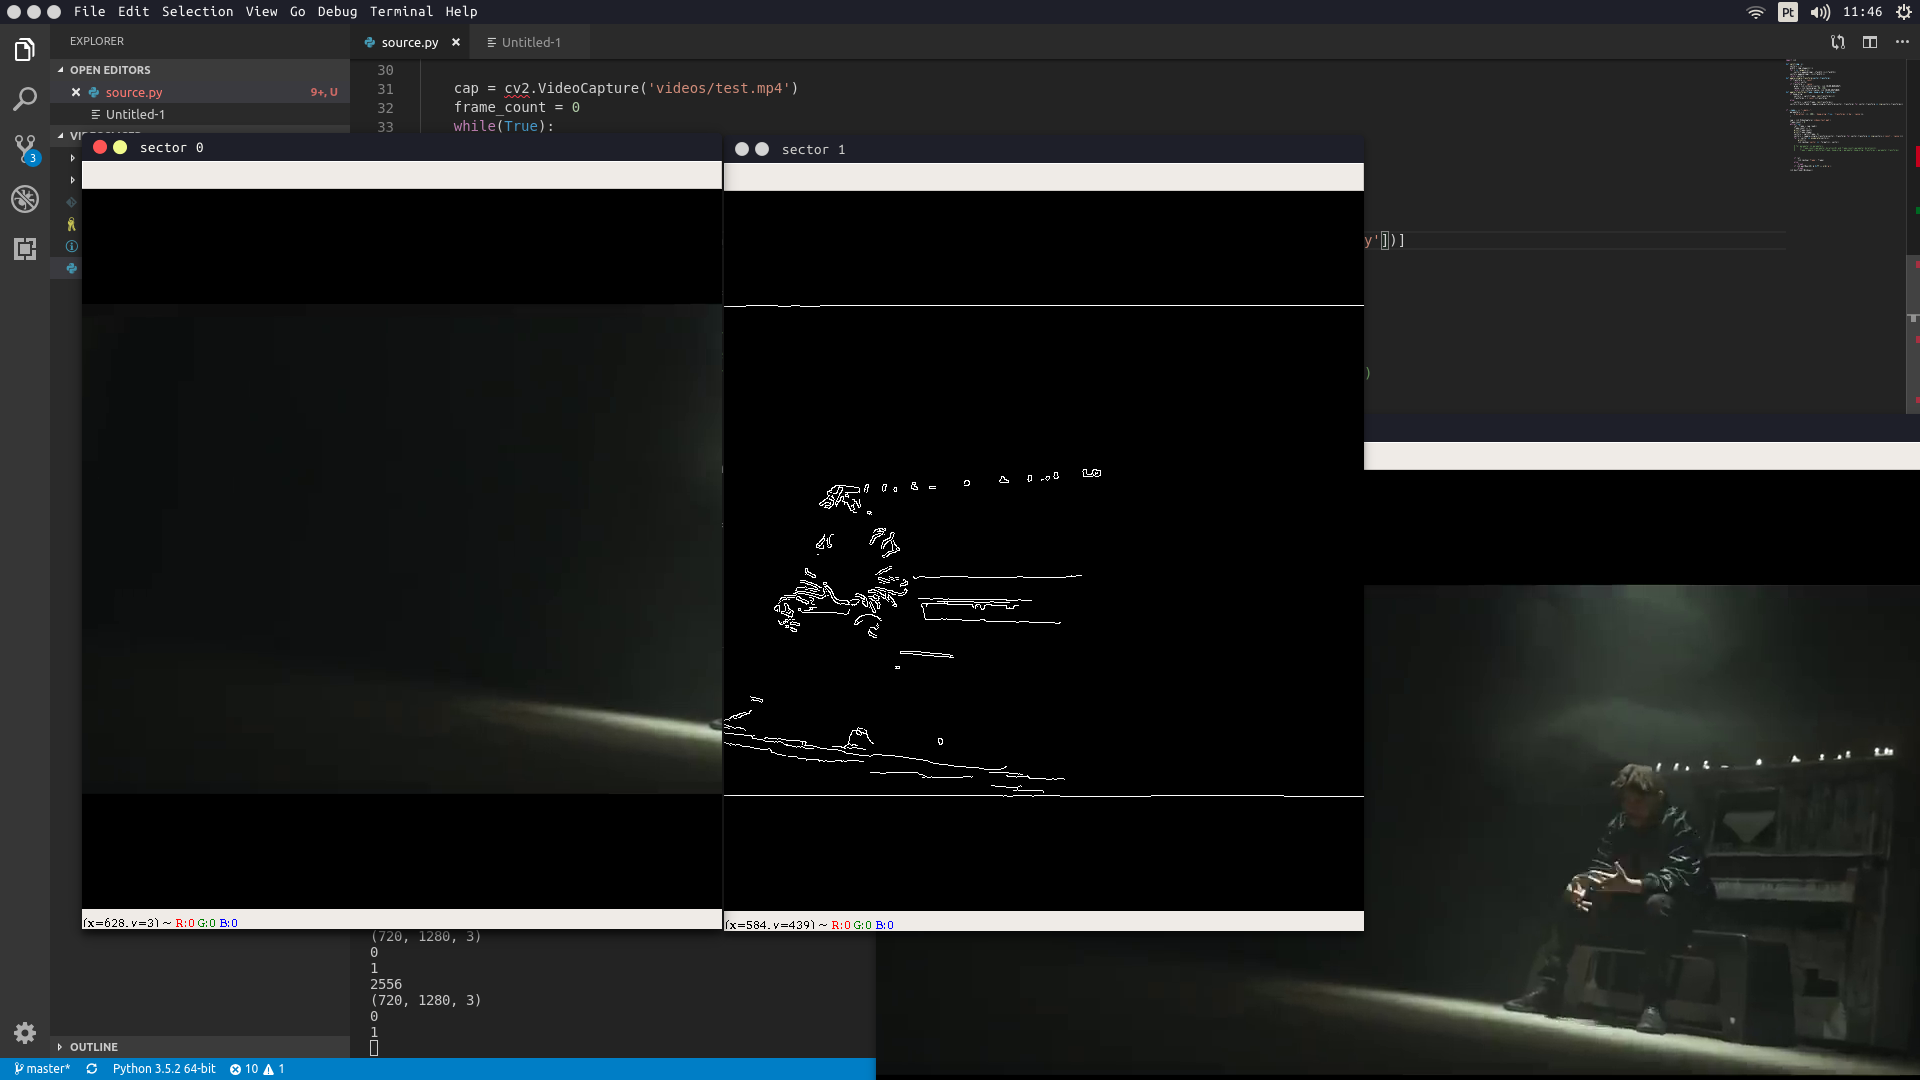 File Edit Selection View Go Debug Terminal Help
Pt 11:46
EXPLORER
source.py
Untitled-1
OPEN EDITORS
source.py 9+, U
Untitled-1
30
31 cap = cv2.VideoCapture('videos/test.mp4')
32 frame_count = 0
33 while(True):
sector 0
sector 1
y'])]
)
3
(x=628, y=3) ~ R:0 G:0 B:0
(x=584, y=439) ~ R:0 G:0 B:0
(720, 1280, 3)
0
1
2556
(720, 1280, 3)
0
1
OUTLINE
master* Python 3.5.2 64-bit 10 1